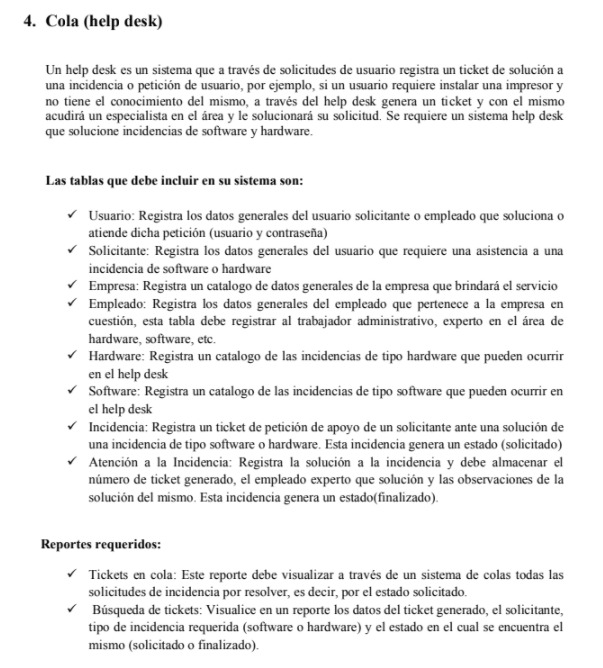 4. Cola (help desk)
Un help desk es un sistema que a través de solicitudes de usuario registra un ticket de solución a
una incidencia o petición de usuario, por ejemplo, si un usuario requiere instalar una impresor y
no tiene el conocimiento del mismo, a través del help desk genera un ticket y con el mismo
acudirá un especialista en el área y le solucionará su solicitud. Se requiere un sistema help desk
que solucione incidencias de software y hardware.
Las tablas que debe incluir en su sistema son:
✓ Usuario: Registra los datos generales del usuario solicitante o empleado que soluciona o
atiende dicha petición (usuario y contraseña)
✓ Solicitante: Registra los datos generales del usuario que requiere una asistencia a una
incidencia de software o hardware
✓ Empresa: Registra un catalogo de datos generales de la empresa que brindará el servicio
✓ Empleado: Registra los datos generales del empleado que pertenece a la empresa en
cuestión, esta tabla debe registrar al trabajador administrativo, experto en el área de
hardware, software, etc.
✓ Hardware: Registra un catalogo de las incidencias de tipo hardware que pueden ocurrir
en el help desk
✓ Software: Registra un catalogo de las incidencias de tipo software que pueden ocurrir en
el help desk
✓ Incidencia: Registra un ticket de petición de apoyo de un solicitante ante una solución de
una incidencia de tipo software o hardware. Esta incidencia genera un estado (solicitado)
✓ Atención a la Incidencia: Registra la solución a la incidencia y debe almacenar el
número de ticket generado, el empleado experto que solución y las observaciones de la
solución del mismo. Esta incidencia genera un estado(finalizado).
Reportes requeridos:
✓ Tickets en cola: Este reporte debe visualizar a través de un sistema de colas todas las
solicitudes de incidencia por resolver, es decir, por el estado solicitado.
✓ Búsqueda de tickets: Visualice en un reporte los datos del ticket generado, el solicitante,
tipo de incidencia requerida (software o hardware) y el estado en el cual se encuentra el
mismo (solicitado o finalizado).